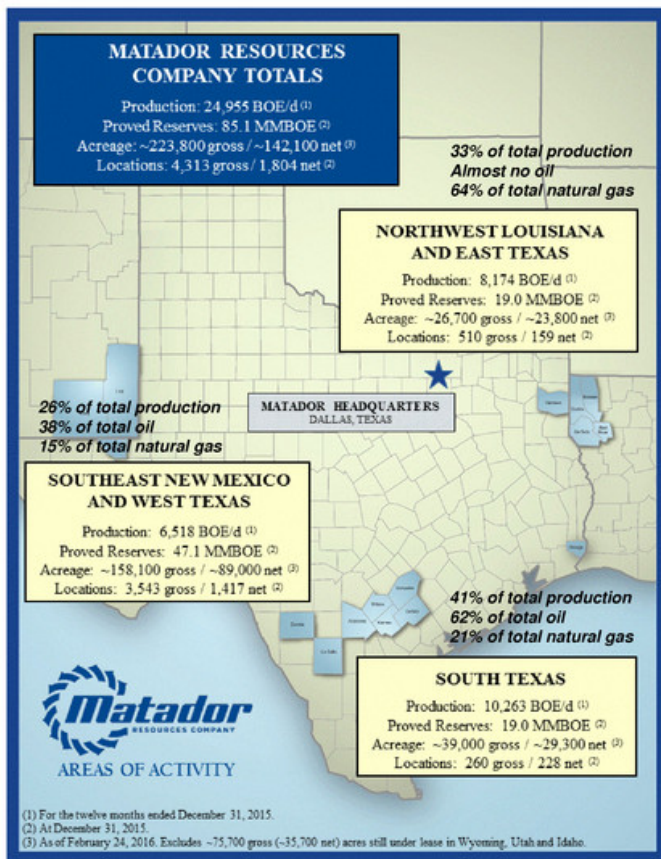 MATADOR RESOURCES
COMPANY TOTALS
Production: 24,955 BOE/d (1)
Proved Reserves: 85.1 MMBOE (2)
Acreage: ~223,800 gross / ~142,100 net (3)
Locations: 4,313 gross / 1,804 net (2)
33% of total production
Almost no oil
64% of total natural gas
NORTHWEST LOUISIANA
AND EAST TEXAS
Production: 8,174 BOE/d (1)
Proved Reserves: 19.0 MMBOE (2)
Acreage: ~26,700 gross / ~23,800 net (3)
Locations: 510 gross / 159 net (2)
MATADOR HEADQUARTERS
DALLAS, TEXAS
26% of total production
38% of total oil
15% of total natural gas
SOUTHEAST NEW MEXICO
AND WEST TEXAS
Production: 6,518 BOE/d (1)
Proved Reserves: 47.1 MMBOE (2)
Acreage: ~158,100 gross / ~89,000 net (3)
Locations: 3,543 gross / 1,417 net (2)
41% of total production
62% of total oil
21% of total natural gas
La Salle
SOUTH TEXAS
Production: 10,263 BOE/d (1)
Proved Reserves: 19.0 MMBOE (2)
Acreage: ~39,000 gross / ~29,300 net (3)
Locations: 260 gross / 228 net (2)
Matador
RESOURCES COMPANY
AREAS OF ACTIVITY
(1) For the twelve months ended December 31, 2015.
(2) At December 31, 2015.
(3) As of February 24, 2016. Excludes ~75,700 gross (~35,700 net) acres still under lease in Wyoming, Utah and Idaho.